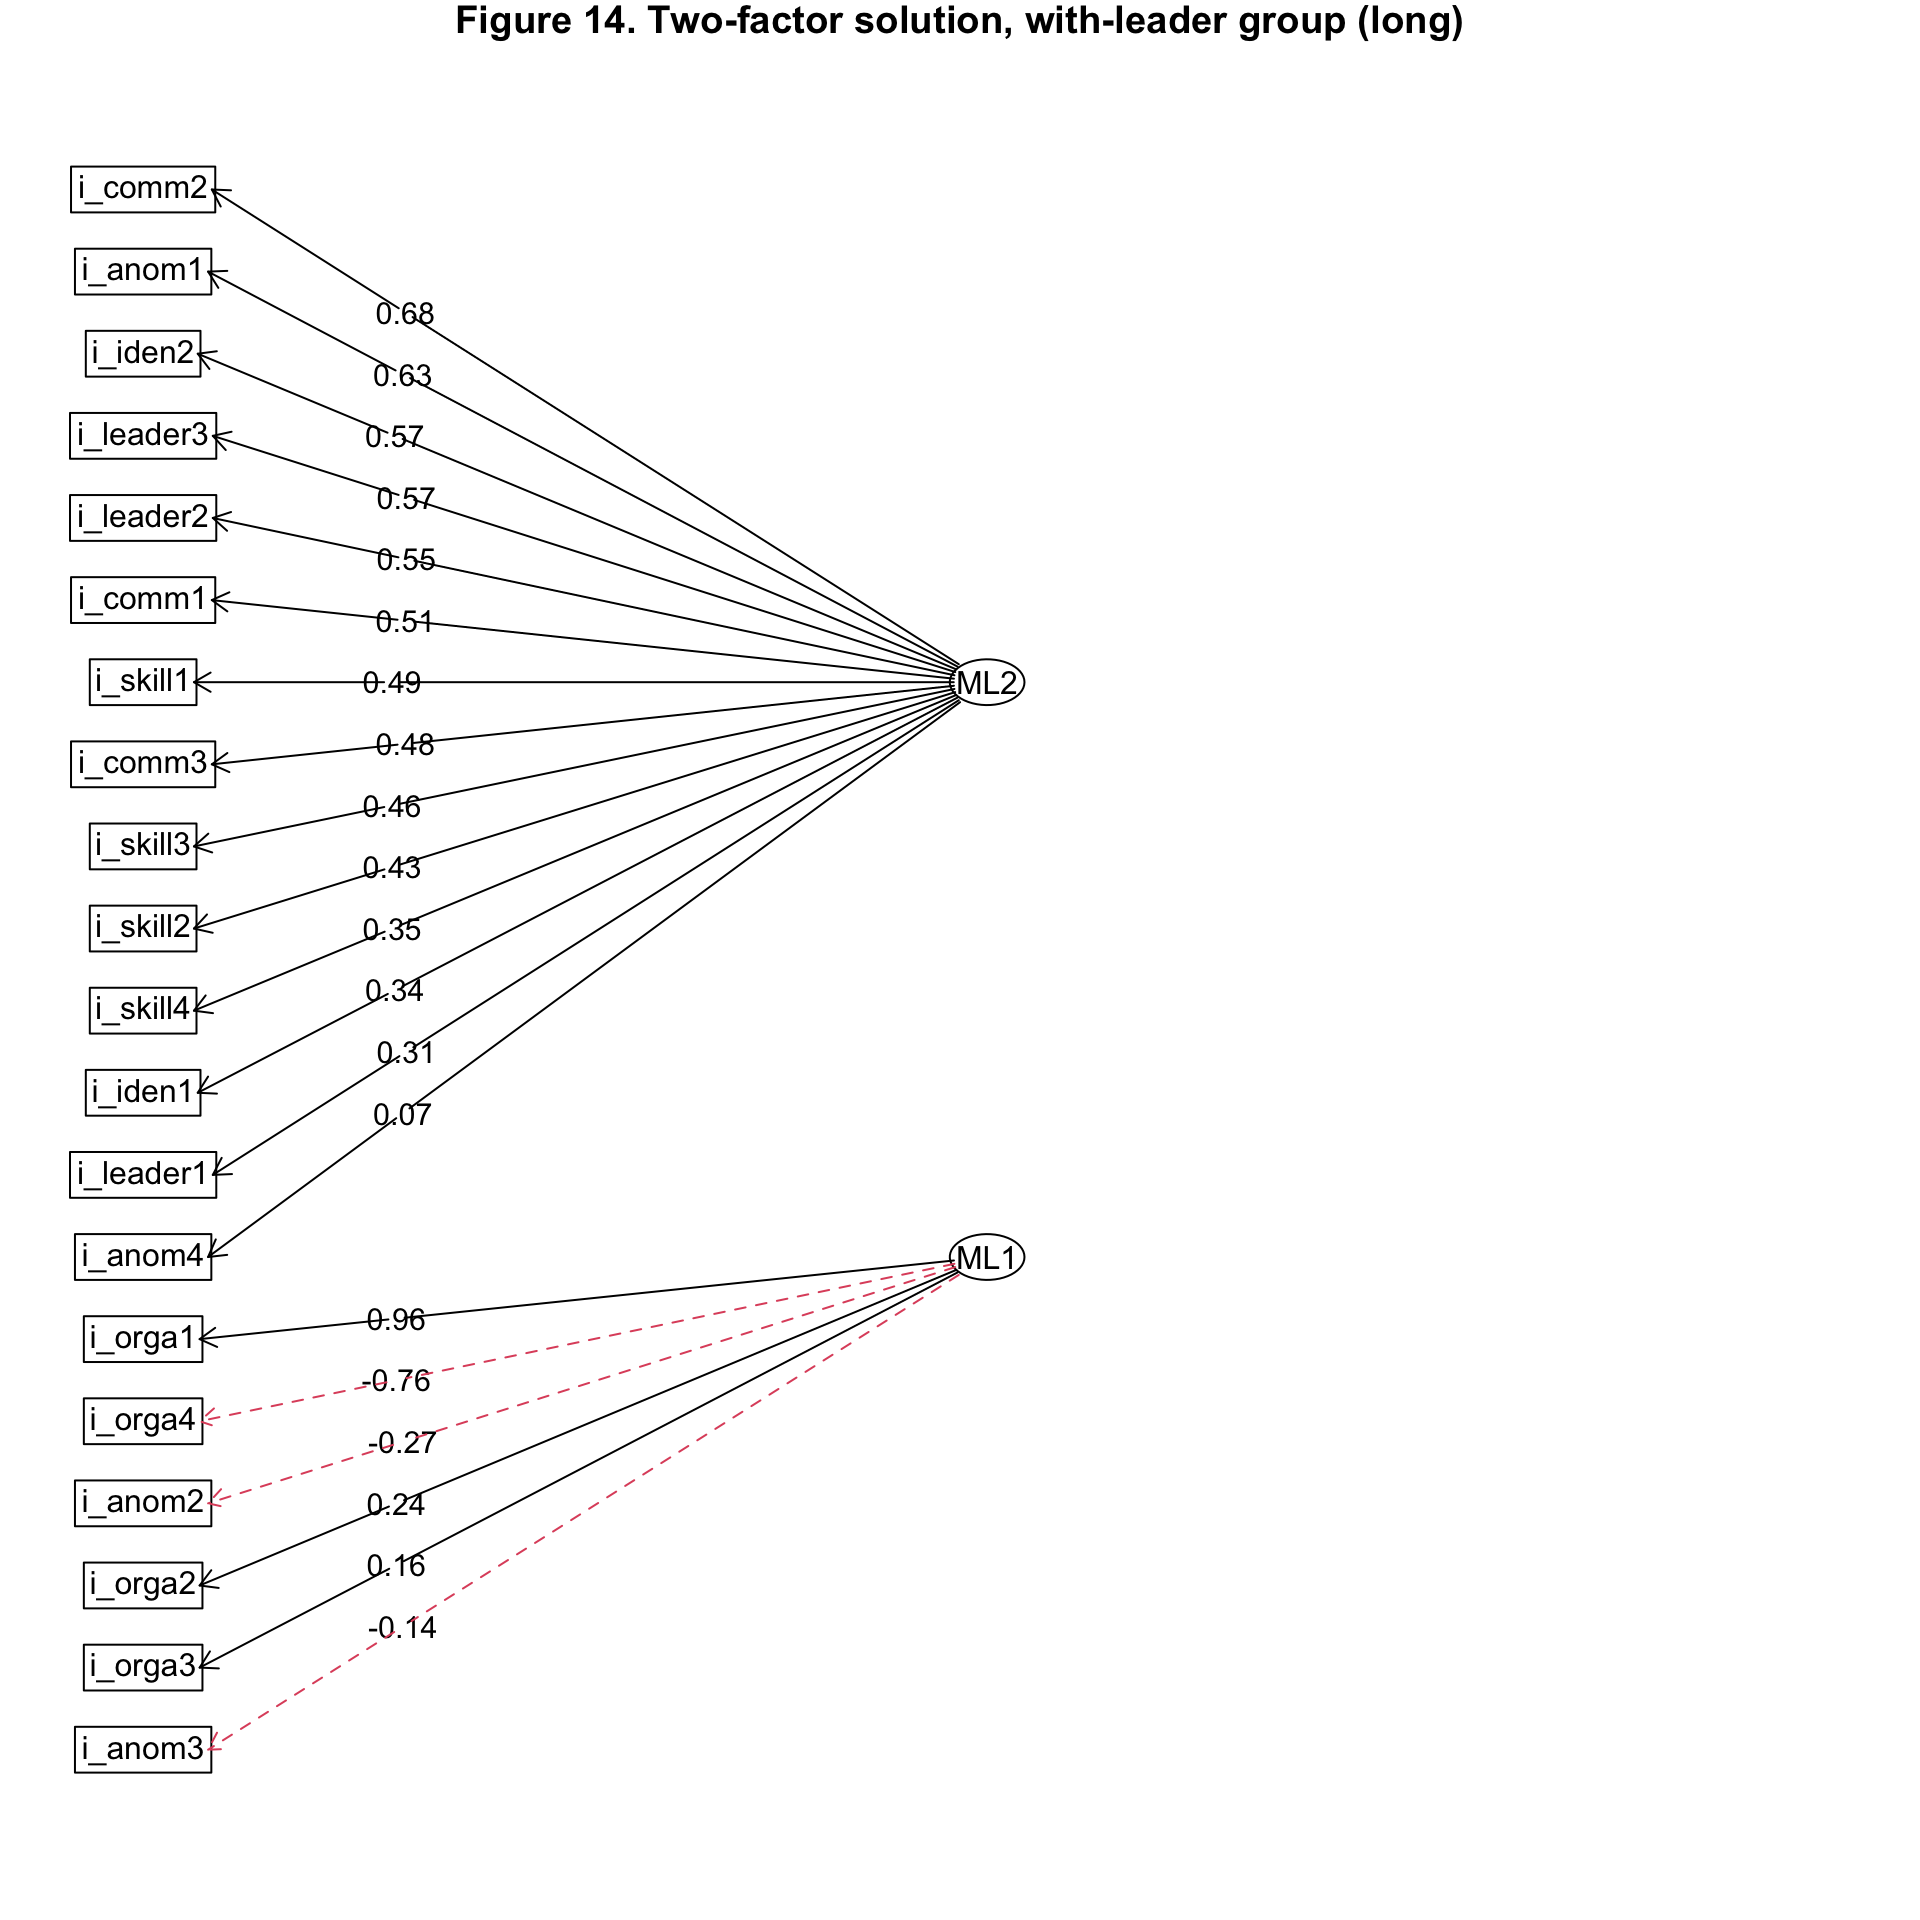 Figure 14. Two-factor solution, with-leader group (long)
i_comm2
i_anom1
0.68
i_iden2
0.63
i_leader3
0.57
i_leader2
0.57
0.55
i_comm1
0.51
i_skill1
0.49
ML2
i_comm3
0.48
i_skill3
0.46
i_skill2
0.43
0.35
i_skill4
0.34
i_iden1
0.31
0.07
i_leader1
i_anom4
ML1
i_orga1
0.96
i_orga4
-0.76
i_anom2
-0.27
0.24
i_orga2
0.16
i_orga3
-0.14
i_anom3